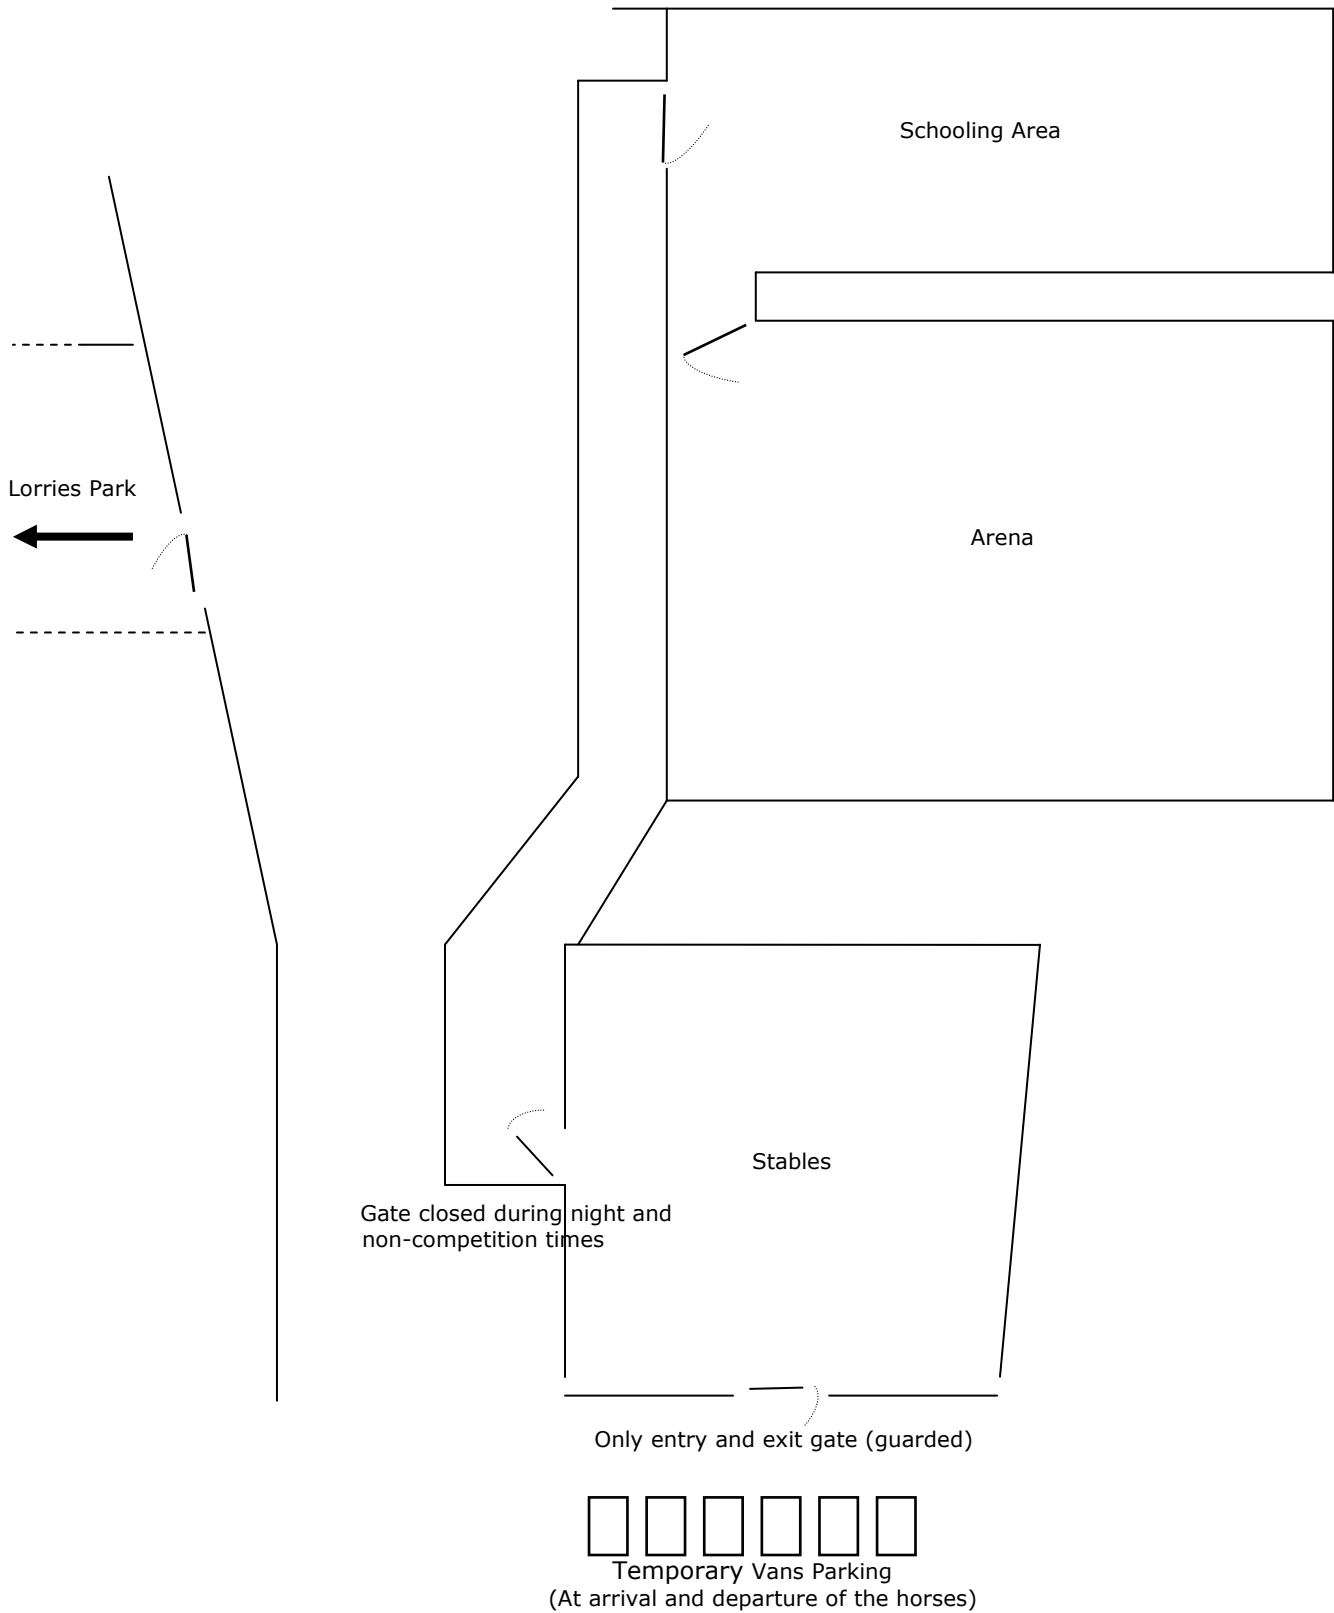 Schooling Area
Lorries Park
Arena
Stables
Gate closed during night and
non-competition times
Only entry and exit gate (guarded)
Temporary Vans Parking
(At arrival and departure of the horses)